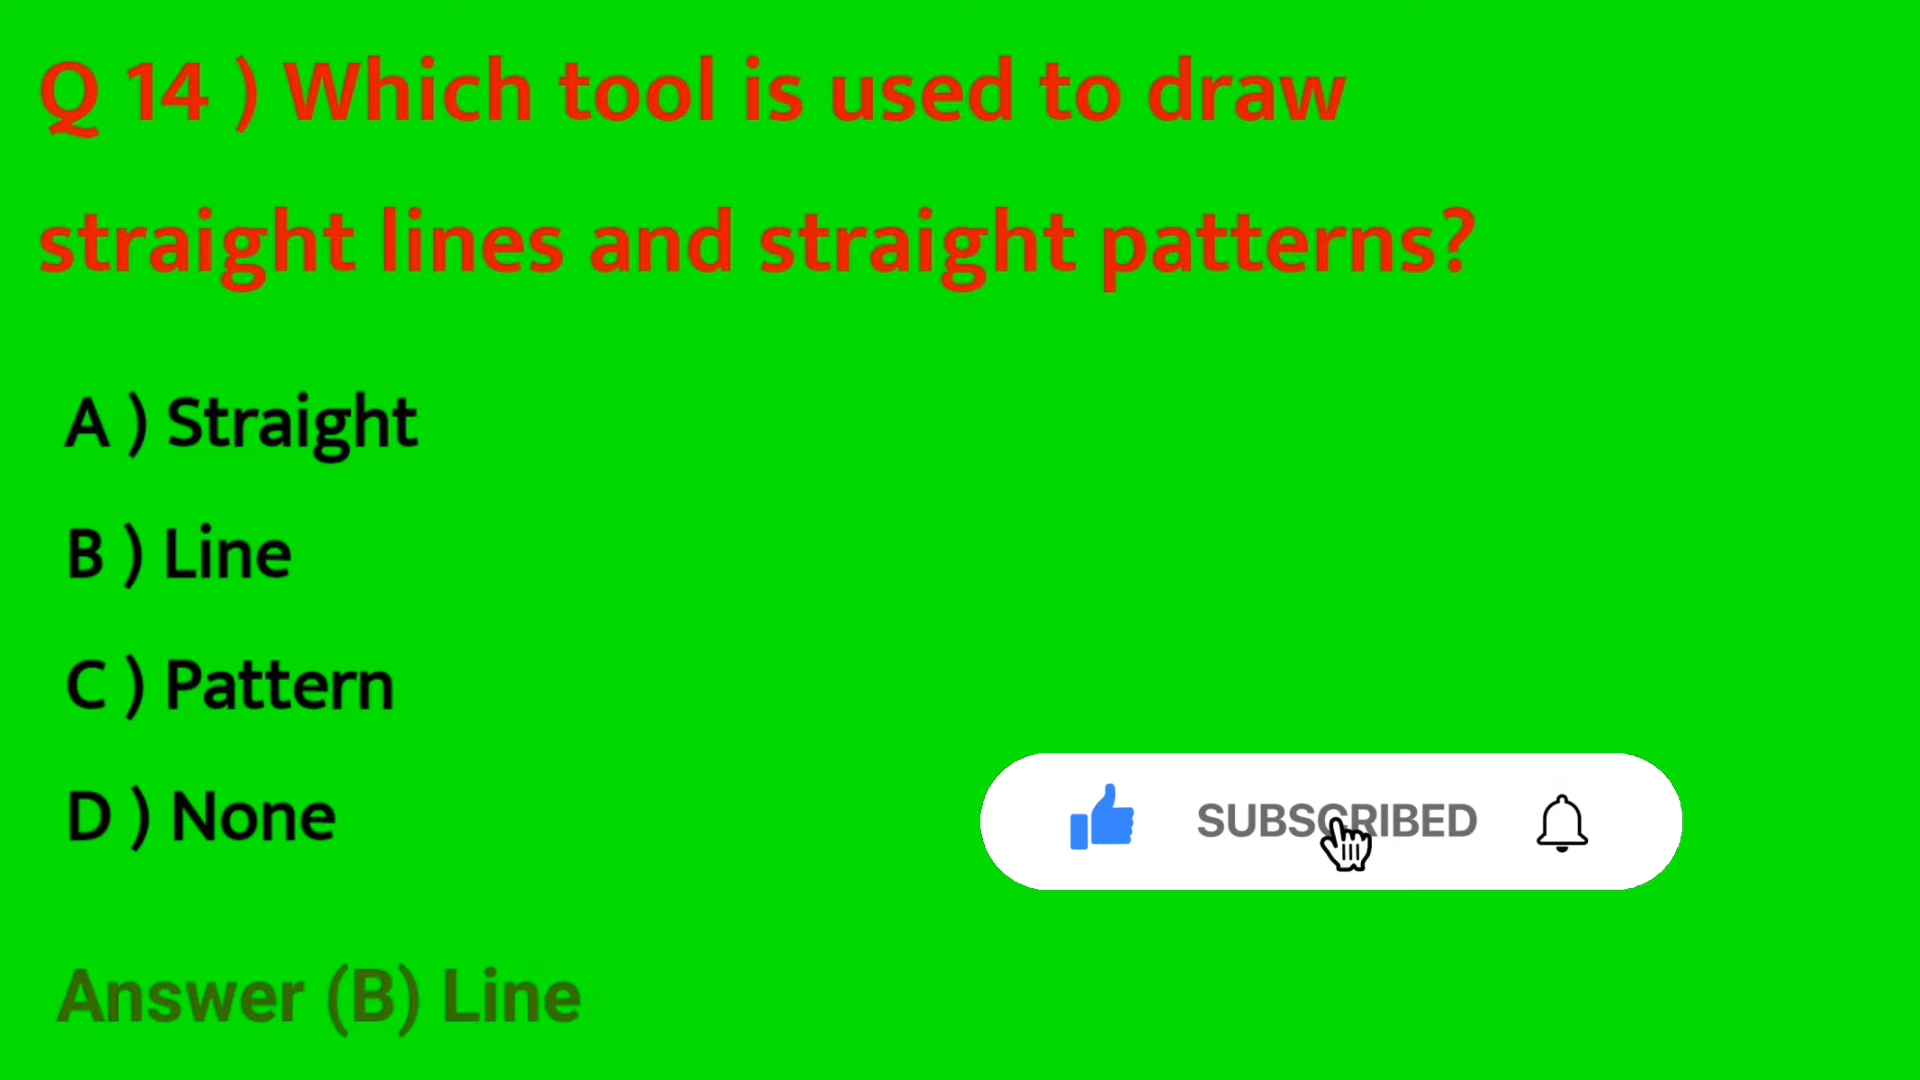 Q 14 ) Which tool is used to draw
straight lines and straight patterns?
A ) Straight
B ) Line
C ) Pattern
D ) None
SUBSCRIBED
Answer (B) Line